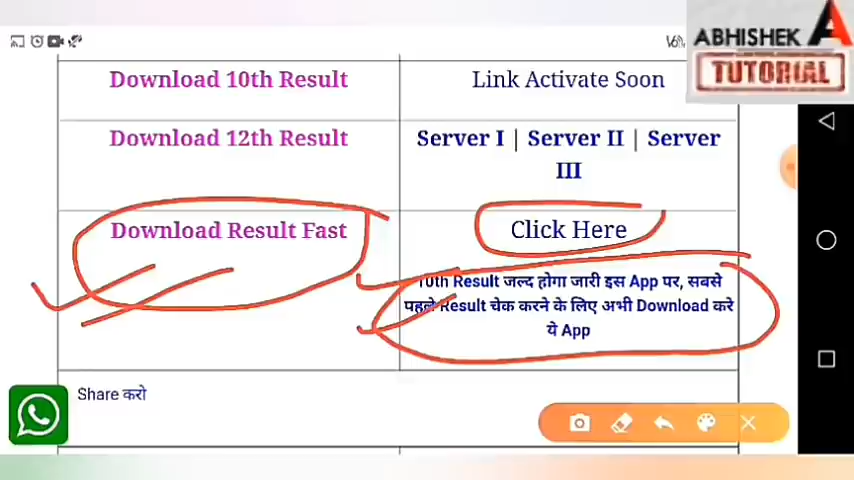 ABHISHEK
TUTORIAL
Download 10th Result
Link Activate Soon
Download 12th Result
Server I | Server II | Server
III
Download Result Fast
Click Here
10th Result जल्द होगा जारी इस App पर, सबसे
पहले Result चेक करने के लिए अभी Download करे
ये App
Share करो